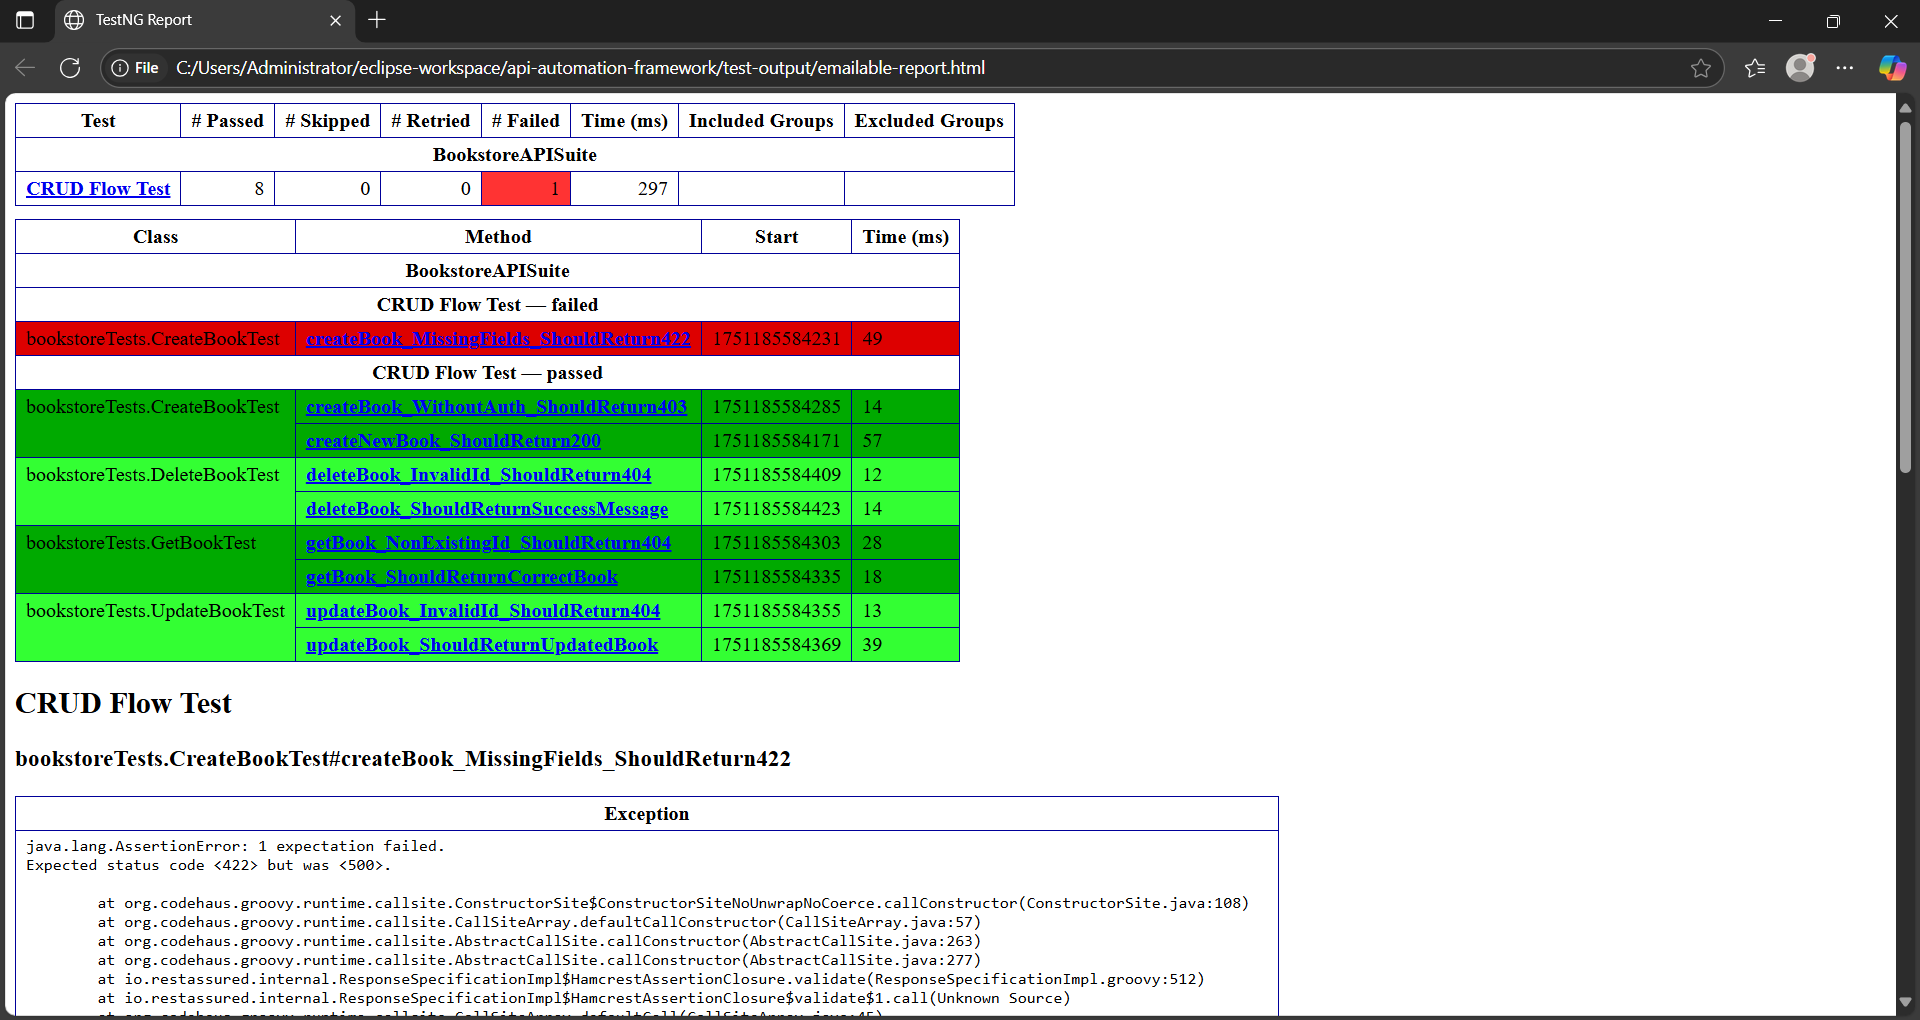 TestNG Report
File C:/Users/Administrator/eclipse-workspace/api-automation-framework/test-output/emailable-report.html
Test # Passed # Skipped # Retried # Failed Time (ms) Included Groups Excluded Groups
BookstoreAPISuite
CRUD Flow Test 8 0 0 1 297
Class Method Start Time (ms)
BookstoreAPISuite
CRUD Flow Test — failed
bookstoreTests.CreateBookTest createBook_MissingFields_ShouldReturn422 1751185584231 49
CRUD Flow Test — passed
bookstoreTests.CreateBookTest createBook_WithoutAuth_ShouldReturn403 1751185584285 14
createNewBook_ShouldReturn200 1751185584171 57
bookstoreTests.DeleteBookTest deleteBook_InvalidId_ShouldReturn404 1751185584409 12
deleteBook_ShouldReturnSuccessMessage 1751185584423 14
bookstoreTests.GetBookTest getBook_NonExistingId_ShouldReturn404 1751185584303 28
getBook_ShouldReturnCorrectBook 1751185584335 18
bookstoreTests.UpdateBookTest updateBook_InvalidId_ShouldReturn404 1751185584355 13
updateBook_ShouldReturnUpdatedBook 1751185584369 39
CRUD Flow Test
bookstoreTests.CreateBookTest#createBook_MissingFields_ShouldReturn422
Exception
java.lang.AssertionError: 1 expectation failed.
Expected status code <422> but was <500>.
at org.codehaus.groovy.runtime.callsite.ConstructorSite$ConstructorSiteNoUnwrapNoCoerce.callConstructor(ConstructorSite.java:108)
at org.codehaus.groovy.runtime.callsite.CallSiteArray.defaultCallConstructor(CallSiteArray.java:57)
at org.codehaus.groovy.runtime.callsite.AbstractCallSite.callConstructor(AbstractCallSite.java:263)
at org.codehaus.groovy.runtime.callsite.AbstractCallSite.callConstructor(AbstractCallSite.java:277)
at io.restassured.internal.ResponseSpecificationImpl$HamcrestAssertionClosure.validate(ResponseSpecificationImpl.groovy:512)
at io.restassured.internal.ResponseSpecificationImpl$HamcrestAssertionClosure$validate$1.call(Unknown Source)